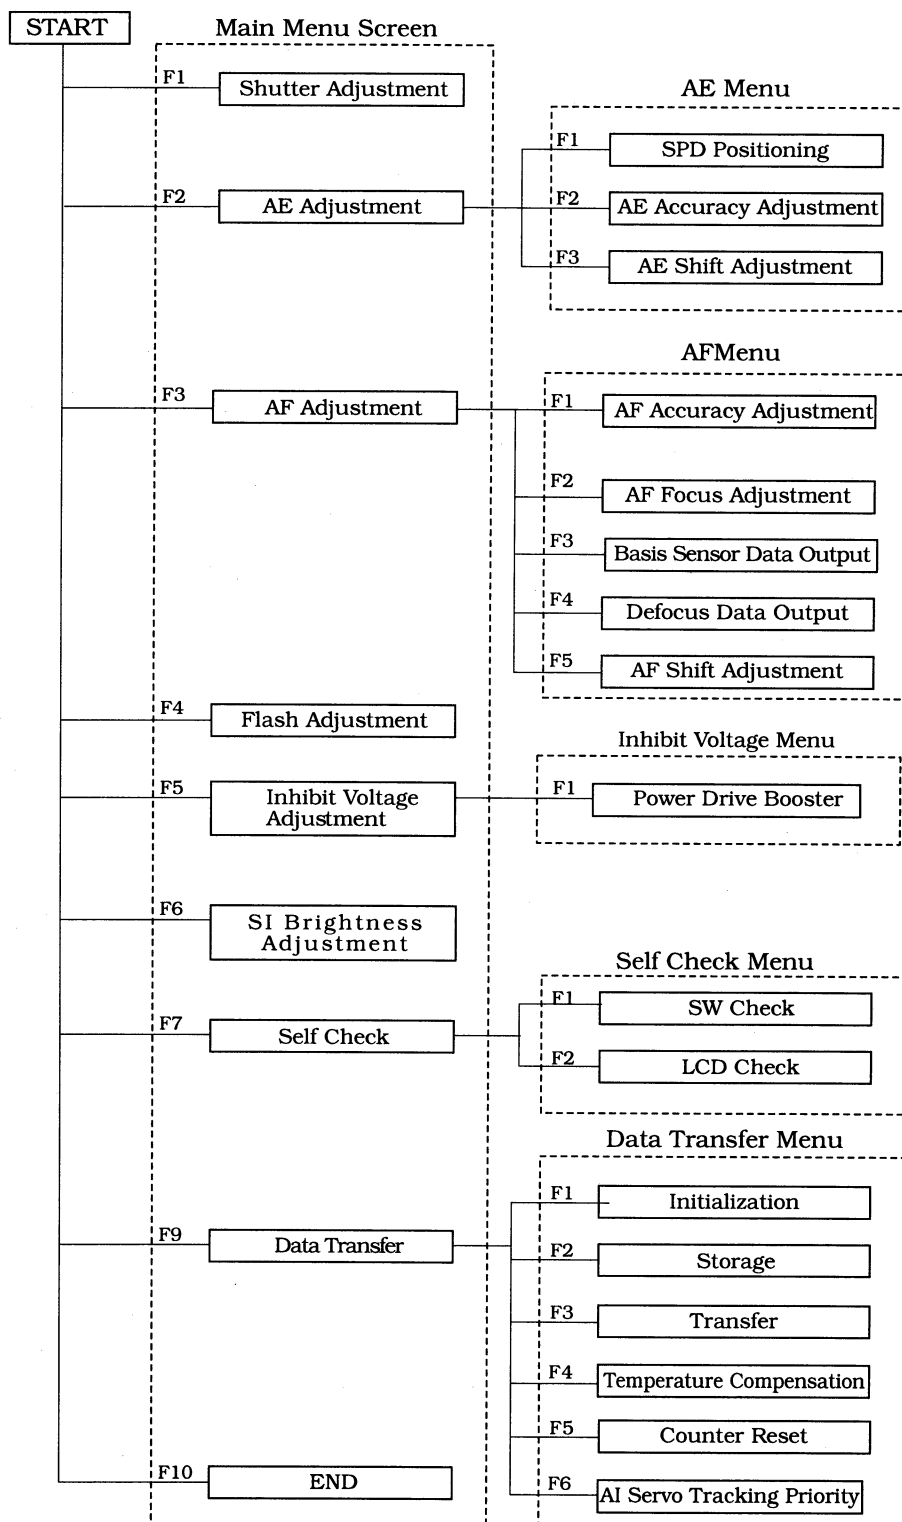 START
Main Menu Screen
F1
Shutter Adjustment
AE Menu
F1
SPD Positioning
F2
AE Adjustment
F2
AE Accuracy Adjustment
F3
AE Shift Adjustment
AFMenu
F3
AF Adjustment
F1
AF Accuracy Adjustment
F2
AF Focus Adjustment
F3
Basis Sensor Data Output
F4
Defocus Data Output
F5
AF Shift Adjustment
F4
Flash Adjustment
Inhibit Voltage Menu
F5
Inhibit Voltage
Adjustment
F1
Power Drive Booster
F6
SI Brightness
Adjustment
Self Check Menu
F1
SW Check
F7
Self Check
F2
LCD Check
Data Transfer Menu
F1
Initialization
F9
Data Transfer
F2
Storage
F3
Transfer
F4
Temperature Compensation
F5
Counter Reset
F10
END
F6
AI Servo Tracking Priority